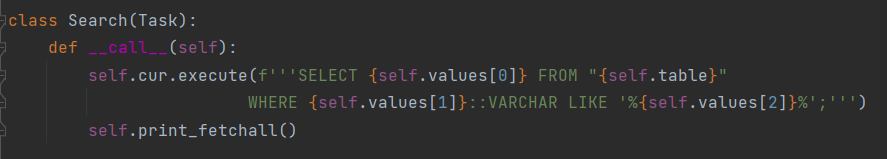 class Search(Task):
    def __call__(self):
        self.cur.execute(f'''SELECT {self.values[0]} FROM "{self.table}"
                        WHERE {self.values[1]}::VARCHAR LIKE '%{self.values[2]}%';''')
        self.print_fetchall()